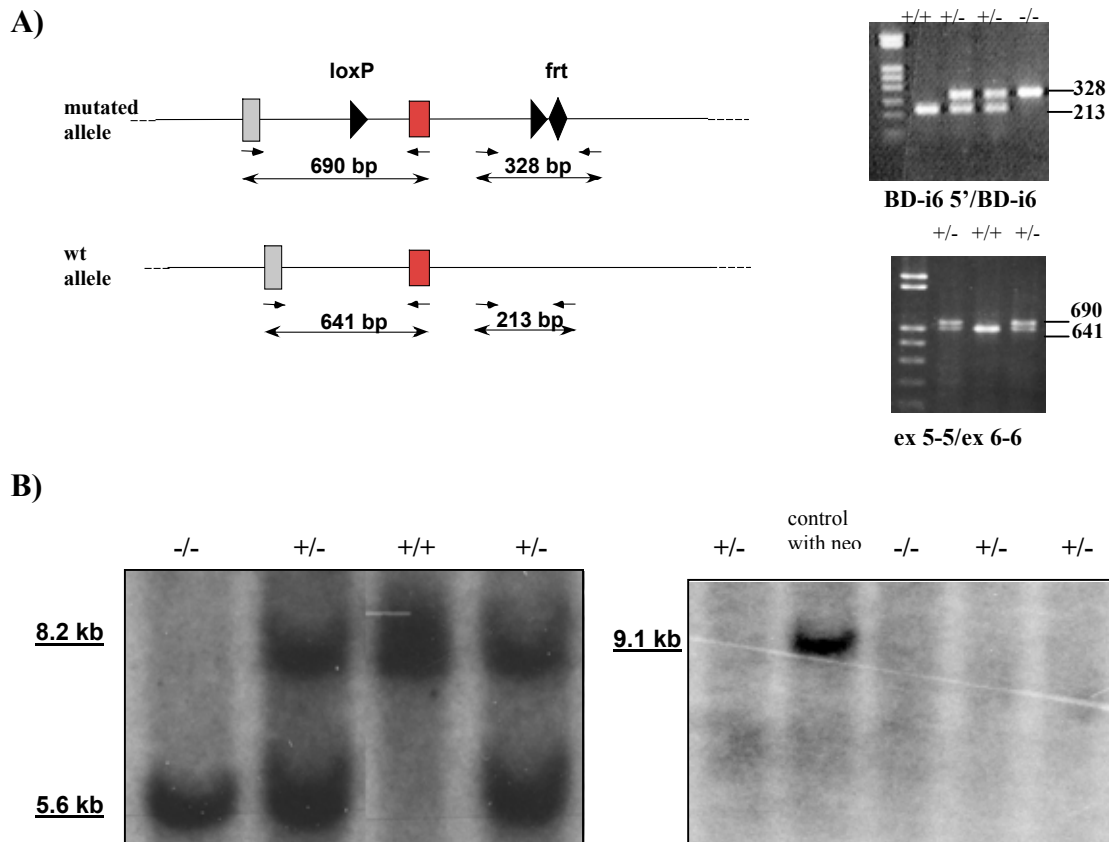 A)
loxP
frt
mutated
allele
690 bp
328 bp
wt
allele
641 bp
213 bp
+/+ +/- +/- -/-
328
213
BD-i6 5’/BD-i6
+/- +/+ +/-
690
641
ex 5-5/ex 6-6
B)
-/- +/- +/+ +/-
8.2 kb
5.6 kb
+/- control with neo -/- +/- +/-
9.1 kb